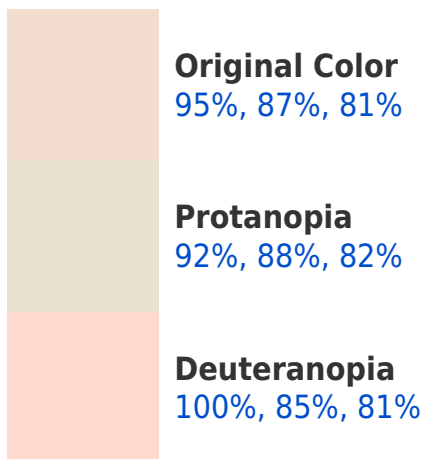 Original Color
95%, 87%, 81%
Protanopia
92%, 88%, 82%
Deuteranopia
100%, 85%, 81%